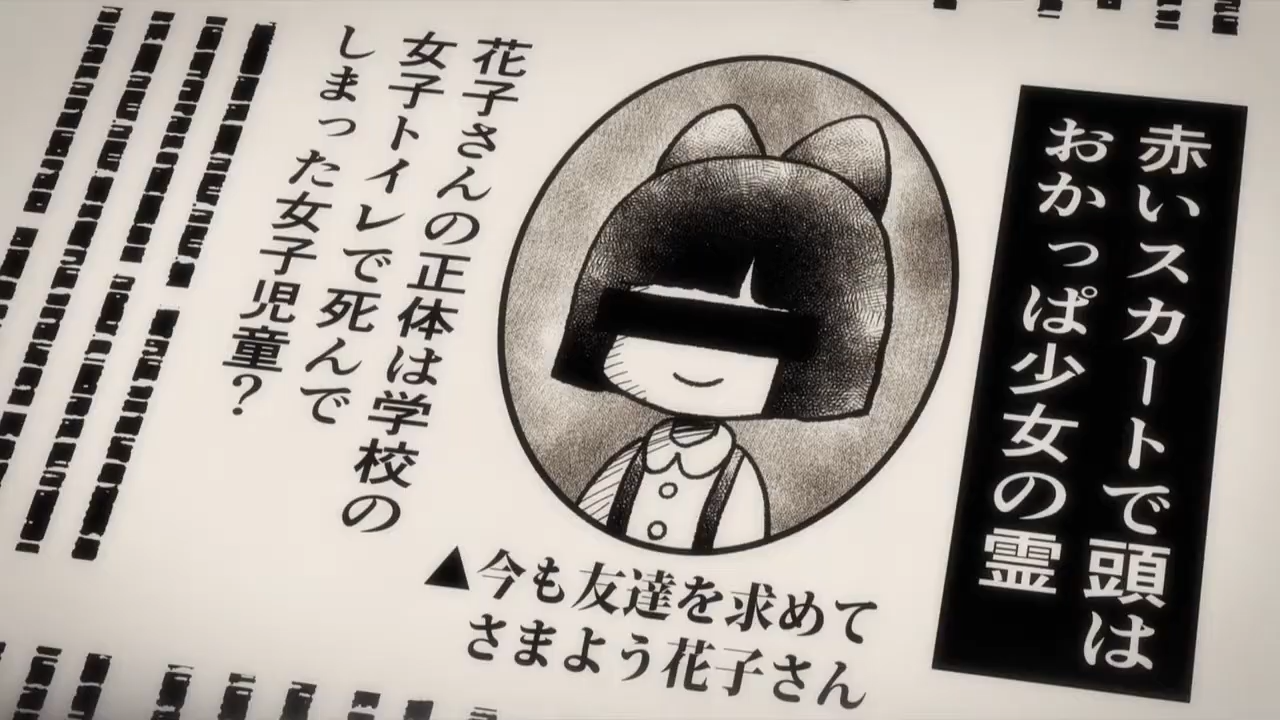 赤いスカートで頭は
おかっぱ少女の霊
花子さんの正体は学校の
女子トイレで死んで
しまった女子児童？
▲今も友達を求めて
さまよう花子さん